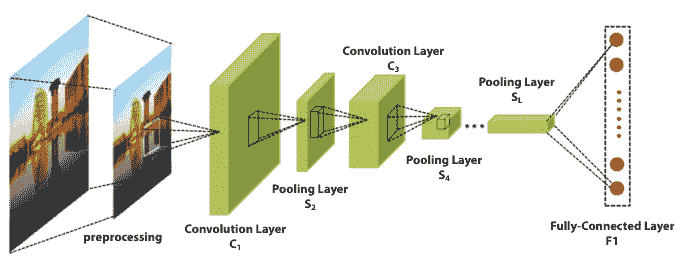 preprocessing
Convolution Layer
C₁
Pooling Layer
S₂
Convolution Layer
C₃
Pooling Layer
S₄
Pooling Layer
S_L
Fully-Connected Layer
F1